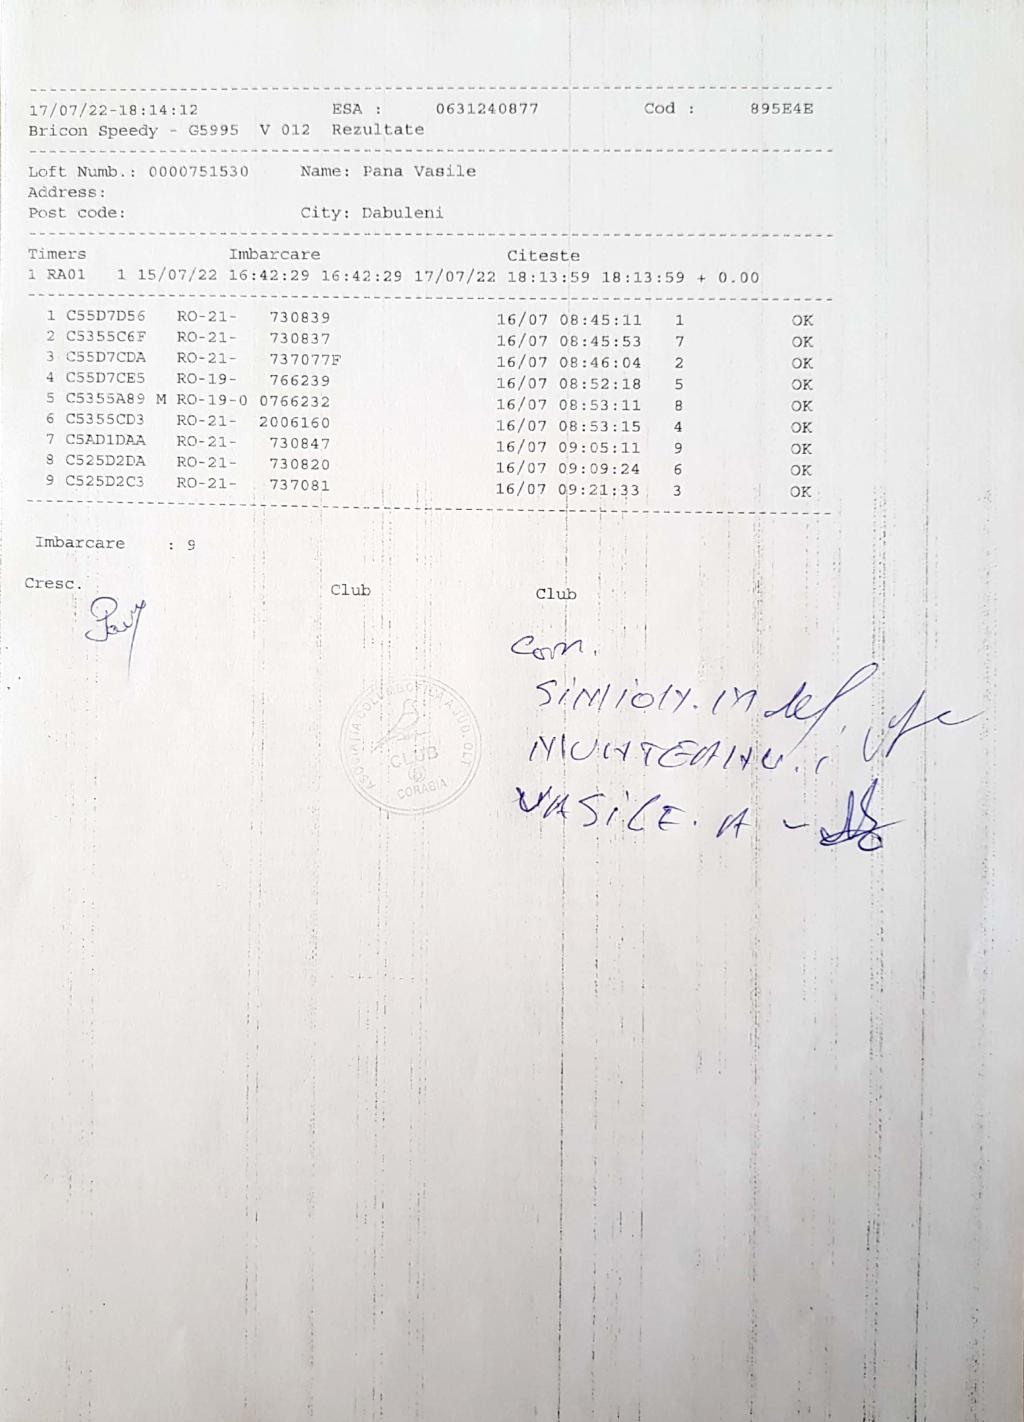 17/07/22-18:14:12 ESA : 0631240877 Cod : 895E4E
Bricon Speedy - G5995 V 012 Rezultate
Loft Numb.: 0000751530 Name: Pana Vasile
Address:
Post code: City: Dabuleni
Timers Imbarcare Citeste
1 RA01 1 15/07/22 16:42:29 16:42:29 17/07/22 18:13:59 18:13:59 + 0.00
1 C55D7D56 RO-21- 730839 16/07 08:45:11 1 OK
2 C5355C6F RO-21- 730837 16/07 08:45:53 7 OK
3 C55D7CDA RO-21- 737077F 16/07 08:46:04 2 OK
4 C55D7CE5 RO-19- 766239 16/07 08:52:18 5 OK
5 C5355A89 M RO-19-0 0766232 16/07 08:53:11 8 OK
6 C5355CD3 RO-21- 2006160 16/07 08:53:15 4 OK
7 C5AD1DAA RO-21- 730847 16/07 09:05:11 9 OK
8 C525D2DA RO-21- 730820 16/07 09:09:24 6 OK
9 C525D2C3 RO-21- 737081 16/07 09:21:33 3 OK
Imbarcare : 9
Cresc. Club Club
Com.
SIMION. M
MUNTEANU. i
VASILE. A -
CLUB
CORABIA